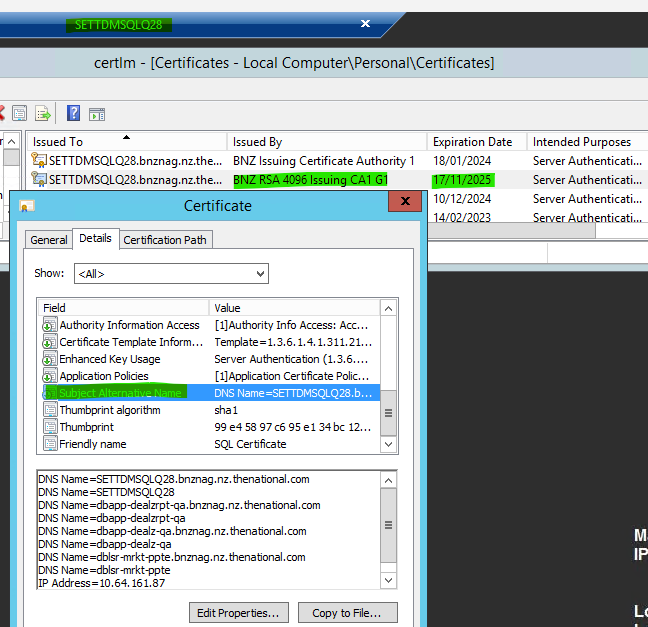 SETTDMSQLQ28 x
certlm - [Certificates - Local Computer\Personal\Certificates]
Issued To Issued By Expiration Date Intended Purposes
SETTDMSQLQ28.bnznag.nz.the... BNZ Issuing Certificate Authority 1 18/01/2024 Server Authenticati...
SETTDMSQLQ28.bnznag.nz.the... BNZ RSA 4096 Issuing CA1 G1 17/11/2025 Server Authenticati...
10/12/2024 Server Authenticati...
14/02/2023 Server Authenticati...
Certificate x
General Details Certification Path
Show: <All>
Field Value
Authority Information Access [1]Authority Info Access: Acc...
Certificate Template Inform... Template=1.3.6.1.4.1.311.21...
Enhanced Key Usage Server Authentication (1.3.6....
Application Policies [1]Application Certificate Polic...
Subject Alternative Name DNS Name=SETTDMSQLQ28.b...
Thumbprint algorithm sha1
Thumbprint 99 e4 58 97 c6 95 e1 34 bc 12...
Friendly name SQL Certificate
DNS Name=SETTDMSQLQ28.bnznag.nz.thenational.com
DNS Name=SETTDMSQLQ28
DNS Name=dbapp-dealzrpt-qa.bnznag.nz.thenational.com
DNS Name=dbapp-dealzrpt-qa
DNS Name=dbapp-dealz-qa.bnznag.nz.thenational.com
DNS Name=dbapp-dealz-qa
DNS Name=dblsr-mrkt-ppte.bnznag.nz.thenational.com
DNS Name=dblsr-mrkt-ppte
IP Address=10.64.161.87
Edit Properties... Copy to File...